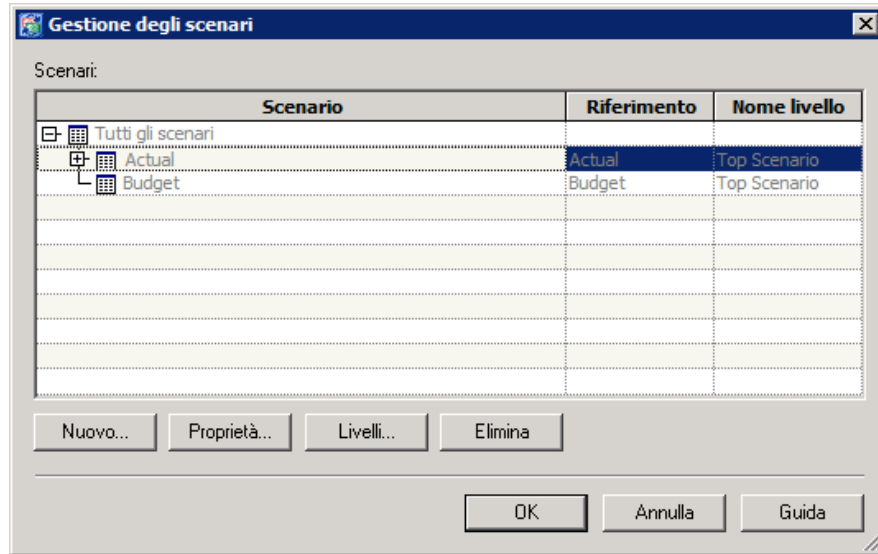 Gestione degli scenari
Scenari:
Scenario Riferimento Nome livello
Tutti gli scenari
Actual Actual Top Scenario
Budget Budget Top Scenario
Nuovo... Proprietà... Livelli... Elimina
OK Annulla Guida